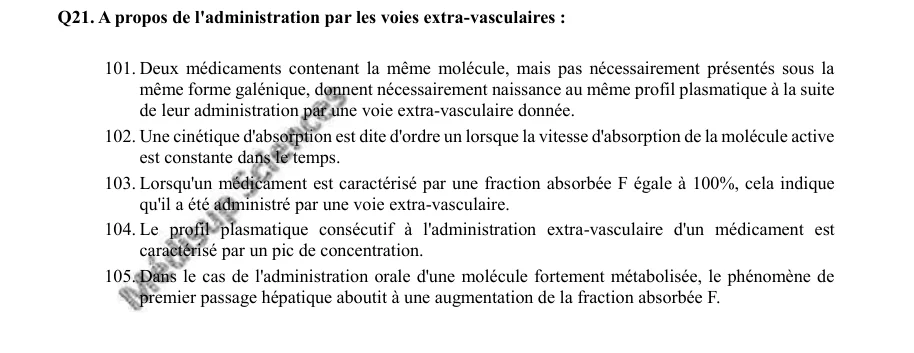 Q21. A propos de l'administration par les voies extra-vasculaires :
101. Deux médicaments contenant la même molécule, mais pas nécessairement présentés sous la
même forme galénique, donnent nécessairement naissance au même profil plasmatique à la suite
de leur administration par une voie extra-vasculaire donnée.
102. Une cinétique d'absorption est dite d'ordre un lorsque la vitesse d'absorption de la molécule active
est constante dans le temps.
103. Lorsqu'un médicament est caractérisé par une fraction absorbée F égale à 100%, cela indique
qu'il a été administré par une voie extra-vasculaire.
104. Le profil plasmatique consécutif à l'administration extra-vasculaire d'un médicament est
caractérisé par un pic de concentration.
105. Dans le cas de l'administration orale d'une molécule fortement métabolisée, le phénomène de
premier passage hépatique aboutit à une augmentation de la fraction absorbée F.
Médisup Sciences